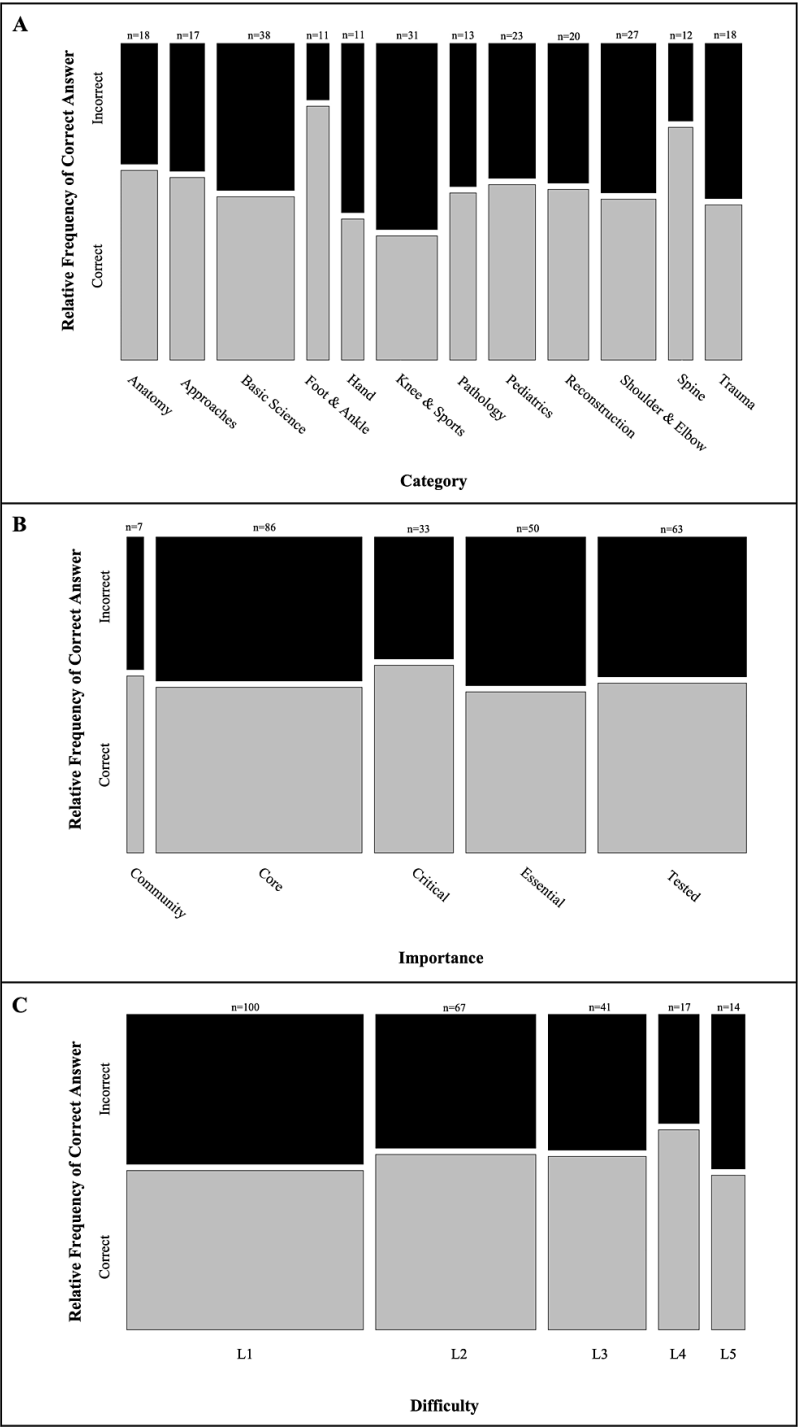 A
n=18 n=17 n=38 n=11 n=11 n=31 n=13 n=23 n=20 n=27 n=12 n=18
Relative Frequency of Correct Answer
Incorrect
Correct
Anatomy Approaches Basic Science Foot & Ankle Hand Knee & Sports Pathology Pediatrics Reconstruction Shoulder & Elbow Spine Trauma
Category
B
n=7 n=86 n=33 n=50 n=63
Relative Frequency of Correct Answer
Incorrect
Correct
Community Core Critical Essential Tested
Importance
C
n=100 n=67 n=41 n=17 n=14
Relative Frequency of Correct Answer
Incorrect
Correct
L1 L2 L3 L4 L5
Difficulty